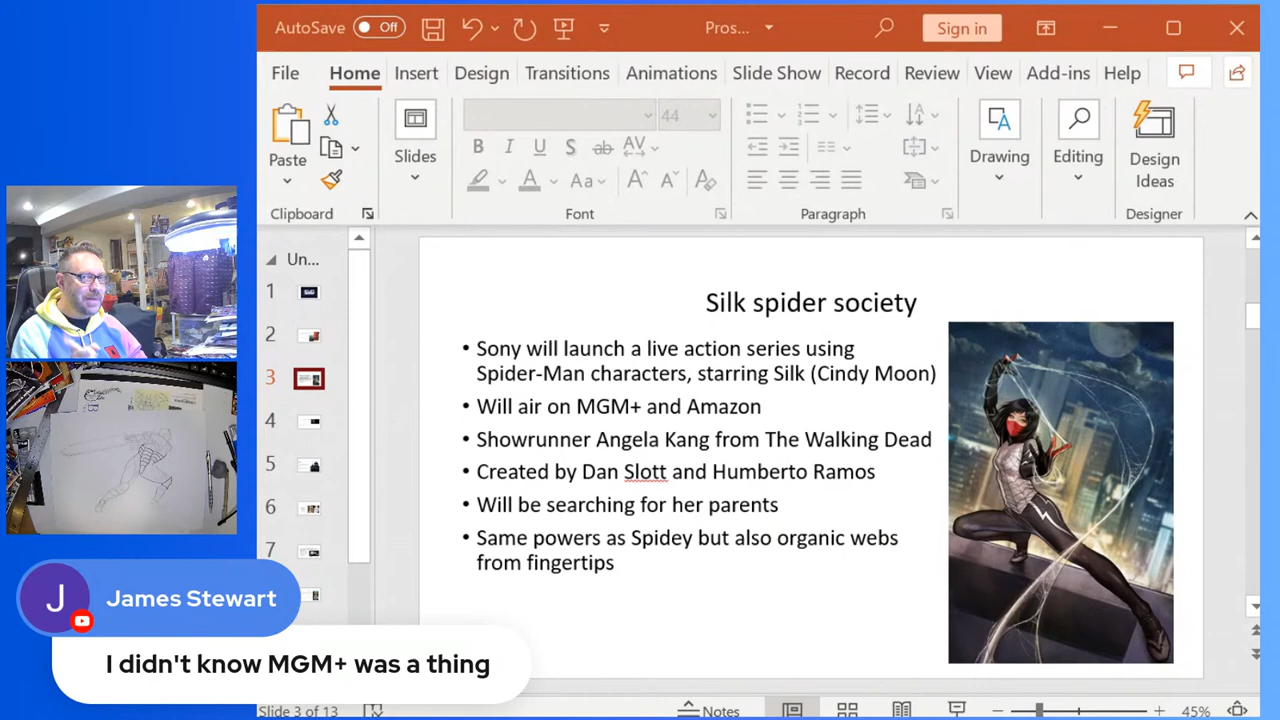 AutoSave Off Pros... Sign in
File Home Insert Design Transitions Animations Slide Show Record Review View Add-ins Help
44
Paste Slides B I U S ab AV Drawing Editing Design Ideas
A Aa A A A
Clipboard Font Paragraph Designer
Un...
1
2
3
4
5
6
7
Silk spider society
• Sony will launch a live action series using
Spider-Man characters, starring Silk (Cindy Moon)
• Will air on MGM+ and Amazon
• Showrunner Angela Kang from The Walking Dead
• Created by Dan Slott and Humberto Ramos
• Will be searching for her parents
• Same powers as Spidey but also organic webs
from fingertips
J James Stewart
I didn't know MGM+ was a thing
Slide 3 of 13 Notes 45%